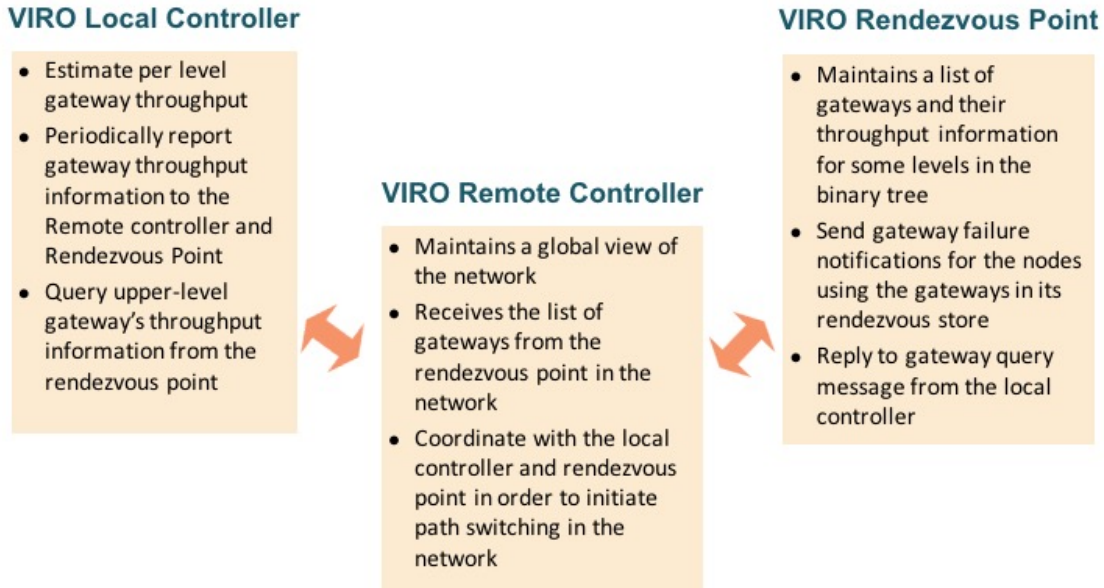 VIRO Local Controller
• Estimate per level
gateway throughput
• Periodically report
gateway throughput
information to the
Remote controller and
Rendezvous Point
• Query upper-level
gateway’s throughput
information from the
rendezvous point
VIRO Remote Controller
• Maintains a global view of
the network
• Receives the list of
gateways from the
rendezvous point in the
network
• Coordinate with the local
controller and rendezvous
point in order to initiate
path switching in the
network
VIRO Rendezvous Point
• Maintains a list of
gateways and their
throughput information
for some levels in the
binary tree
• Send gateway failure
notifications for the nodes
using the gateways in its
rendezvous store
• Reply to gateway query
message from the local
controller